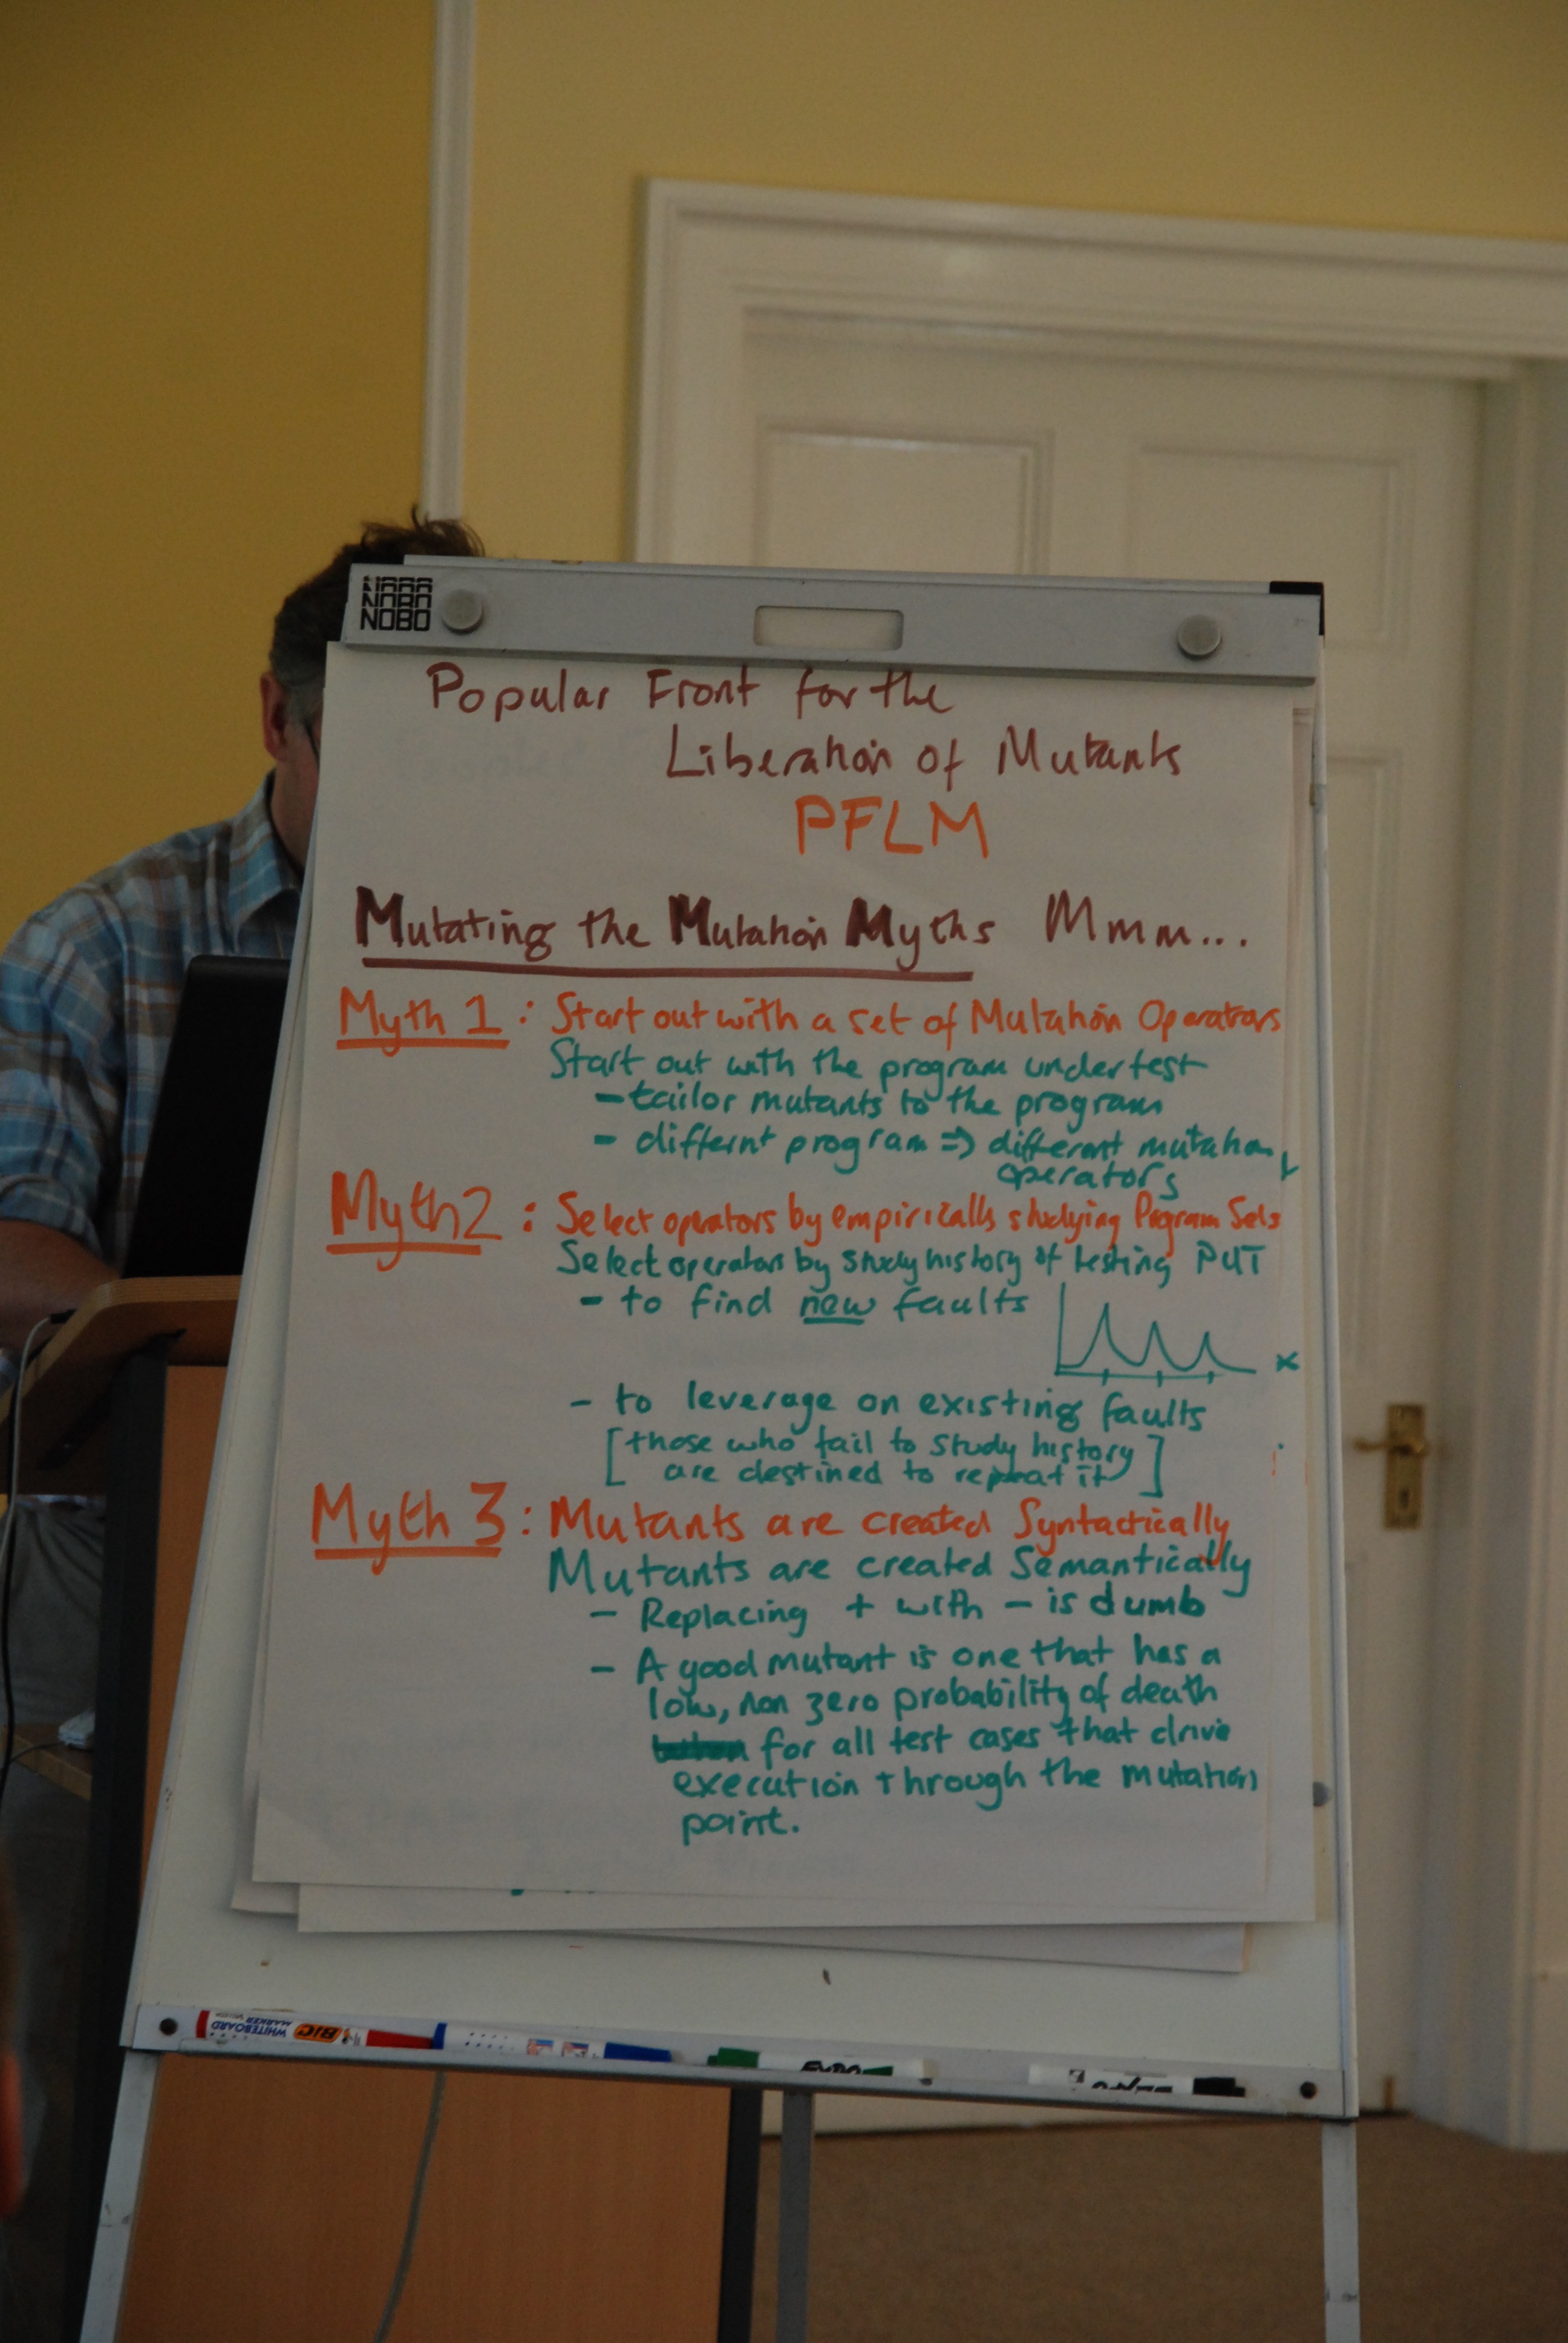 NOBO
NOBO
NOBO
Popular Front for the
Liberation of Mutants
PFLM
Mutating the Mutation Myths Mmm...
Myth 1: Start out with a set of Mutation Operators
Start out with the program under test
- tailor mutants to the program
- differnt program => different mutation
operators
Myth 2: Select operators by empirically studying Program Sets
Select operators by study history of testing PUT
- to find new faults
x
- to leverage on existing faults
[those who fail to study history
are destined to repeat it]
Myth 3: Mutants are created Syntactically
Mutants are created Semantically
- Replacing + with - is dumb
- A good mutant is one that has a
low, non zero probability of death
for all test cases that drive
execution through the mutation
point.
BIC WHITEBOARD
MARKER